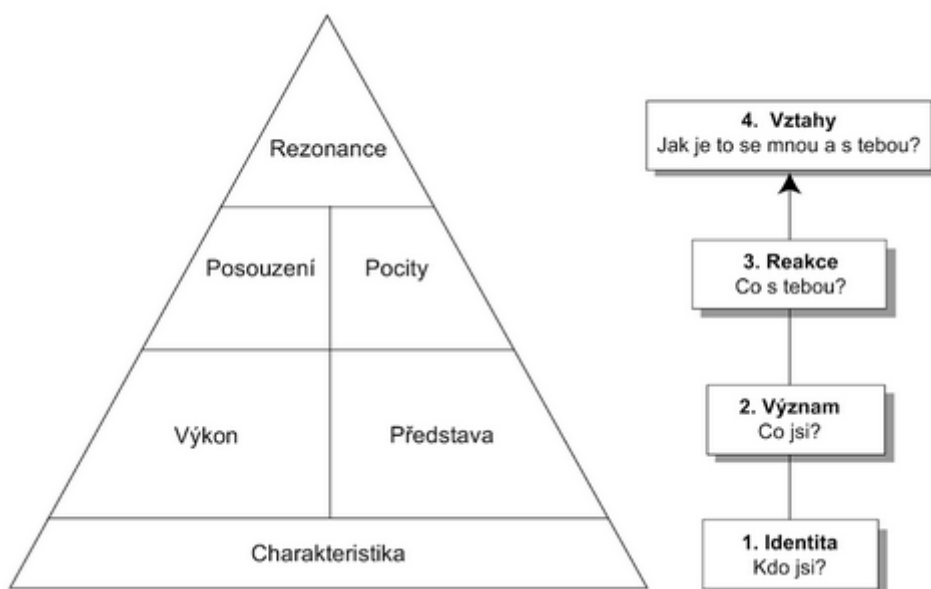 Rezonance
Posouzení
Pocity
Výkon
Představa
Charakteristika
4. Vztahy
Jak je to se mnou a s tebou?
3. Reakce
Co s tebou?
2. Význam
Co jsi?
1. Identita
Kdo jsi?